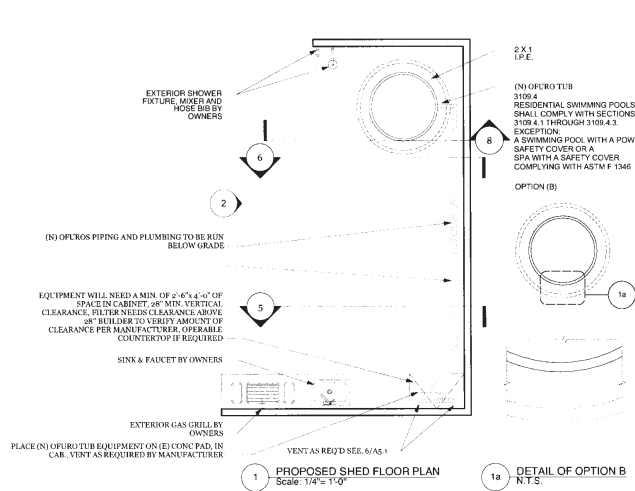 2 X 1
I.P.E.
EXTERIOR SHOWER
FIXTURE, MIXER AND
HOSE BIB BY
OWNERS
(N) OFURO TUB
3109.4
RESIDENTIAL SWIMMING POOLS
SHALL COMPLY WITH SECTIONS
3109.4.1 THROUGH 3109.4.3.
EXCEPTION:
A SWIMMING POOL WITH A POW
SAFETY COVER OR A
SPA WITH A SAFETY COVER
COMPLYING WITH ASTM F 1346
8
6
OPTION (B)
2
(N) OFUROS PIPING AND PLUMBING TO BE RUN
BELOW GRADE
1a
EQUIPMENT WILL NEED A MIN. OF 2'-6"x 4'-0" OF
SPACE IN CABINET, 28" MIN. VERTICAL
CLEARANCE, FILTER NEEDS CLEARANCE ABOVE
28" BUILDER TO VERIFY AMOUNT OF
CLEARANCE PER MANUFACTURER, OPERABLE
COUNTERTOP IF REQUIRED
5
SINK & FAUCET BY OWNERS
EXTERIOR GAS GRILL BY
OWNERS
PLACE (N) OFURO TUB EQUIPMENT ON (E) CONC PAD, IN
CAB., VENT AS REQUIRED BY MANUFACTURER
VENT AS REQ'D SEE, 6/A5.1
1 PROPOSED SHED FLOOR PLAN
Scale: 1/4"= 1'-0"
1a DETAIL OF OPTION B
N.T.S.